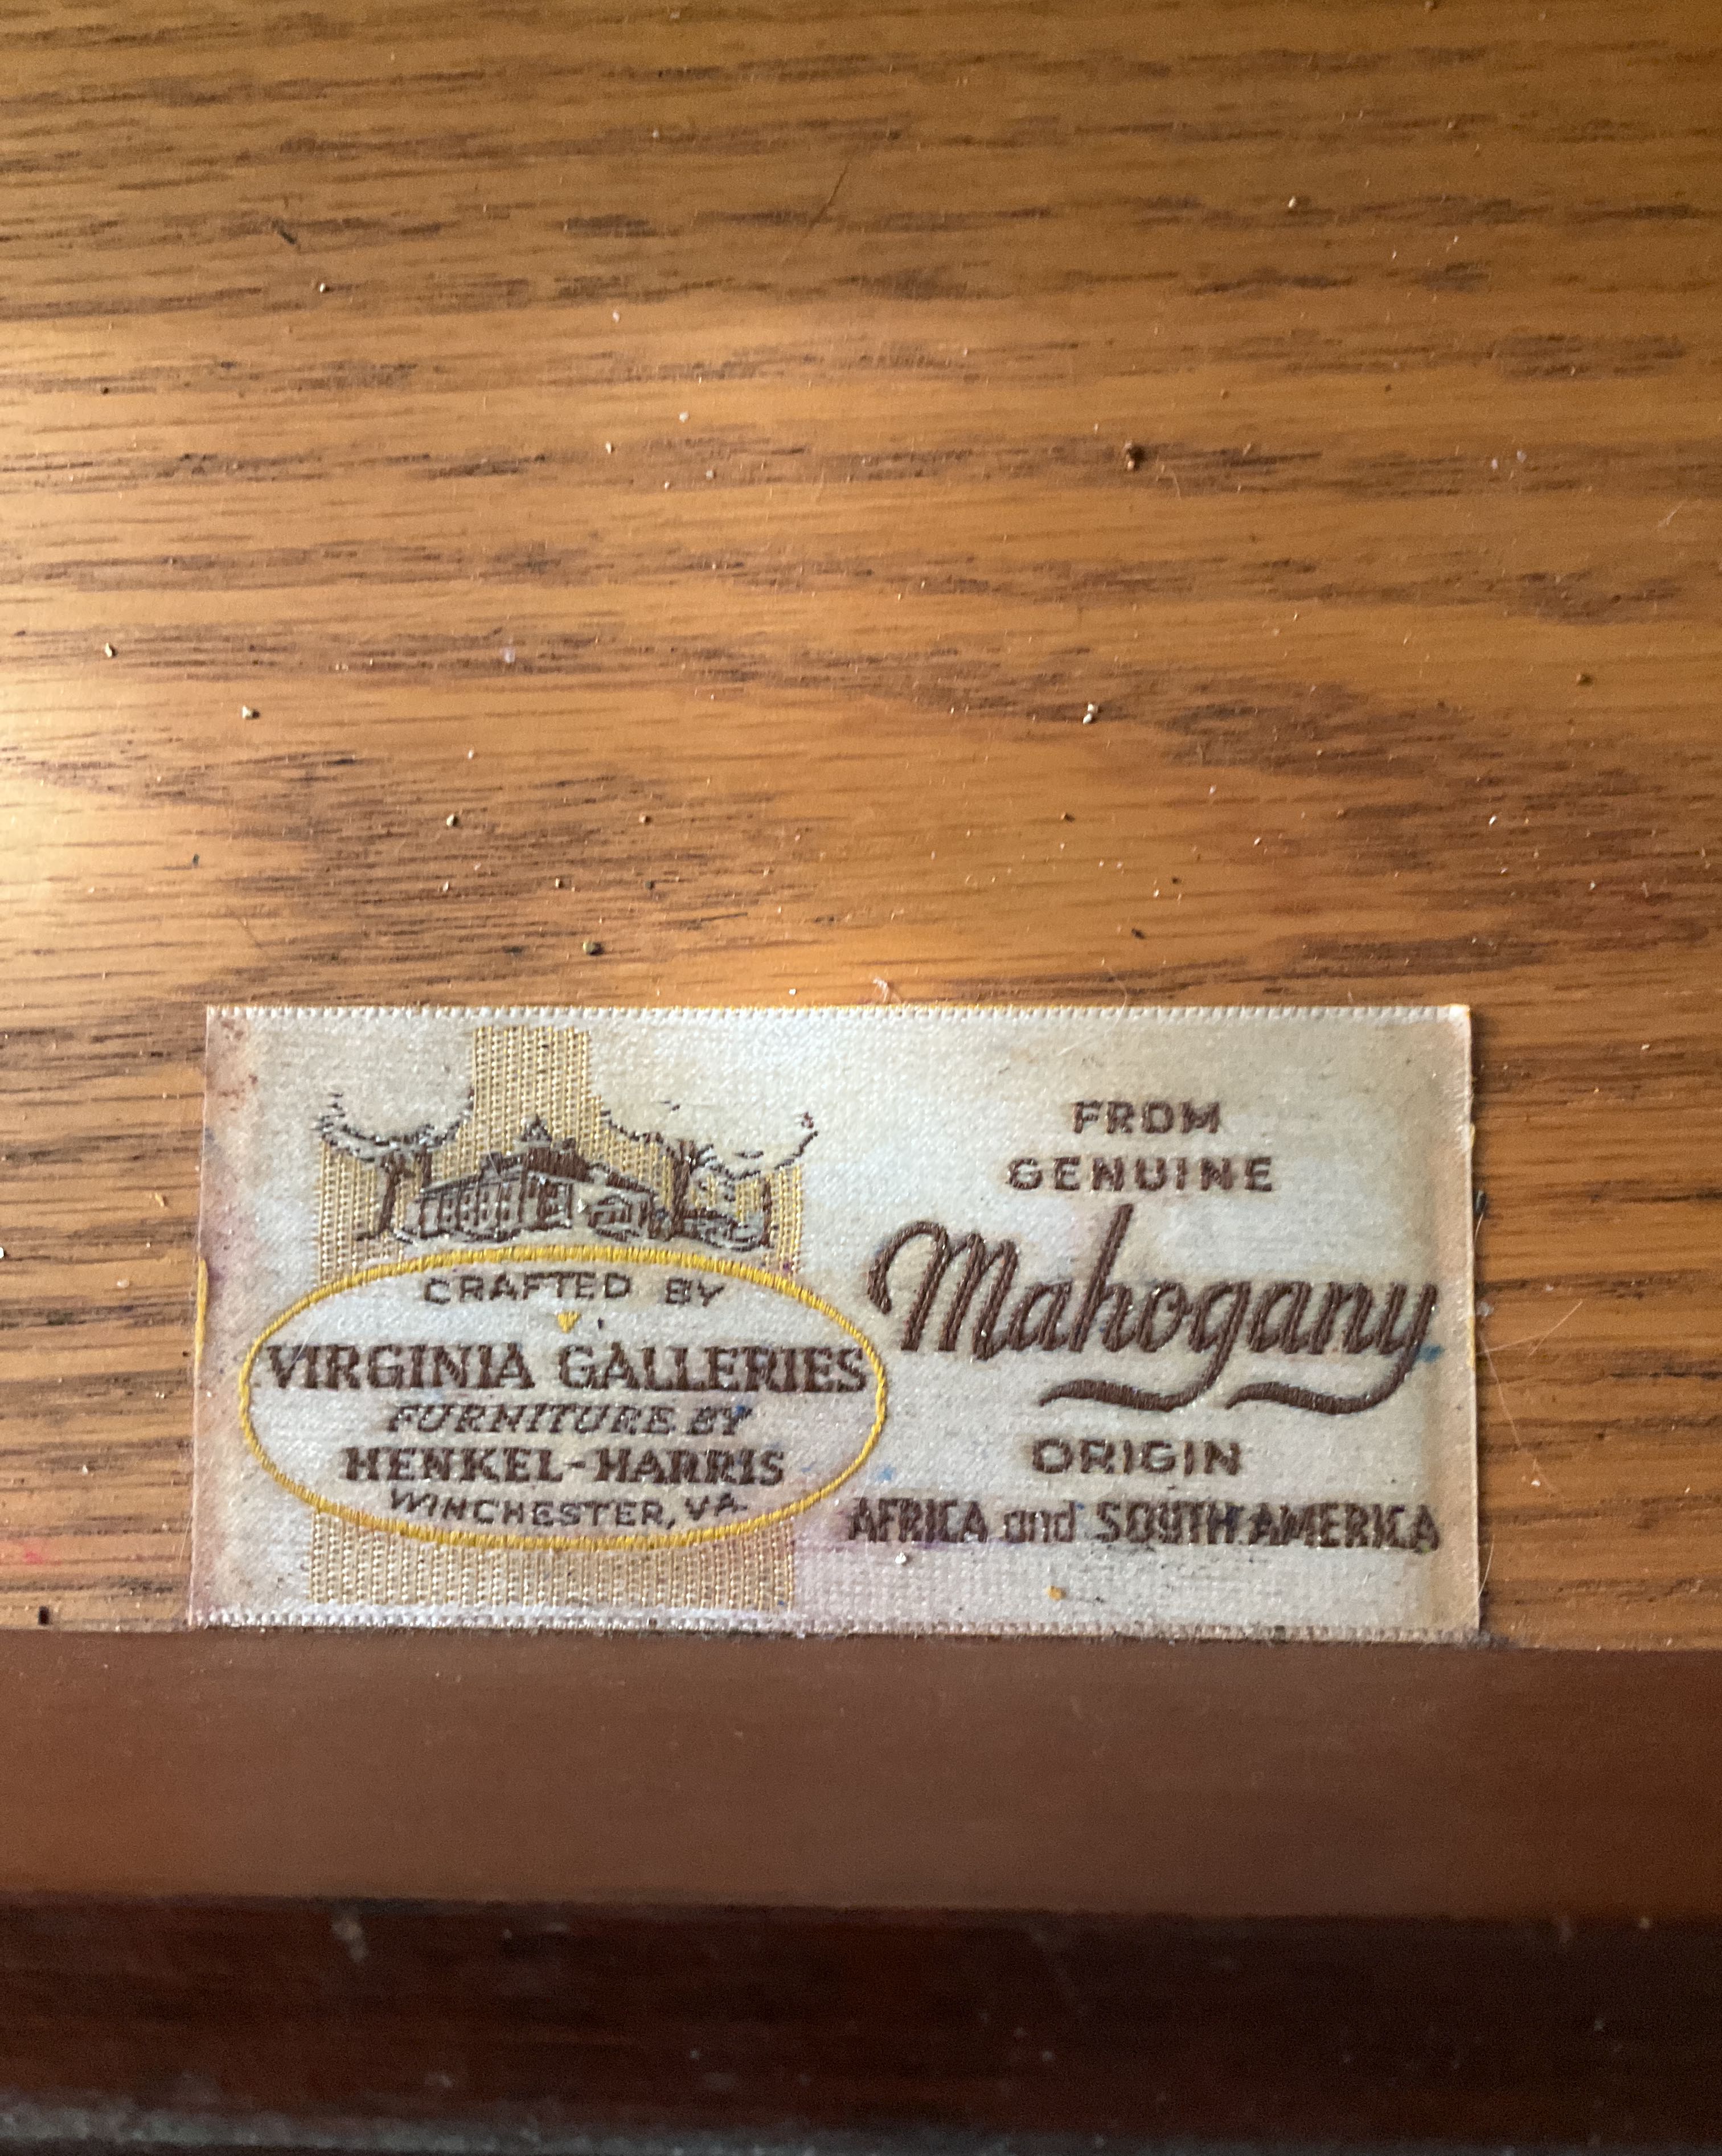 CRAFTED BY
VIRGINIA GALLERIES
FURNITURE BY
HENKEL-HARRIS
WINCHESTER, VA
FROM
GENUINE
Mahogany
ORIGIN
AFRICA and SOUTH AMERICA